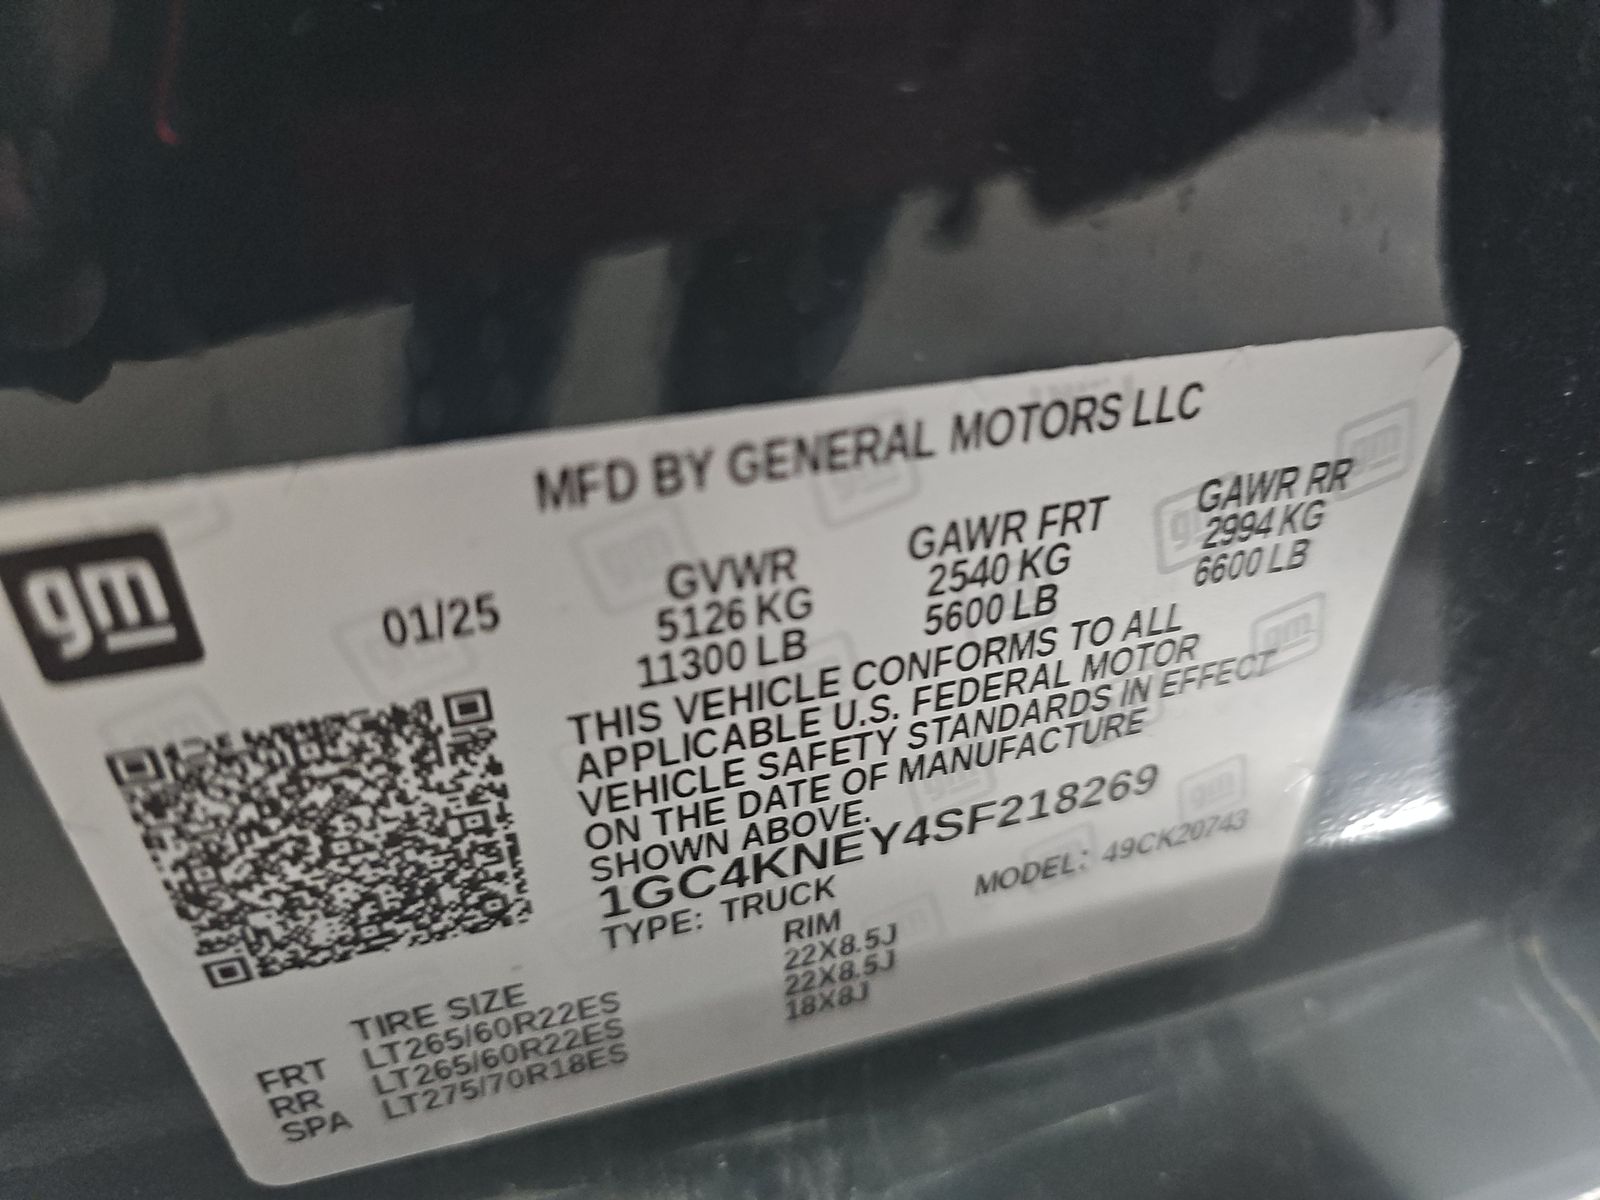 MFD BY GENERAL MOTORS LLC
gm
01/25
GVWR
5126 KG
11300 LB
GAWR FRT
2540 KG
5600 LB
GAWR RR
2994 KG
6600 LB
THIS VEHICLE CONFORMS TO ALL
APPLICABLE U.S. FEDERAL MOTOR
VEHICLE SAFETY STANDARDS IN EFFECT
ON THE DATE OF MANUFACTURE
SHOWN ABOVE.
1GC4KNEY4SF218269
TYPE: TRUCK
MODEL: 49CK20743
TIRE SIZE RIM
FRT LT265/60R22ES 22X8.5J
RR LT265/60R22ES 22X8.5J
SPA LT275/70R18ES 18X8J